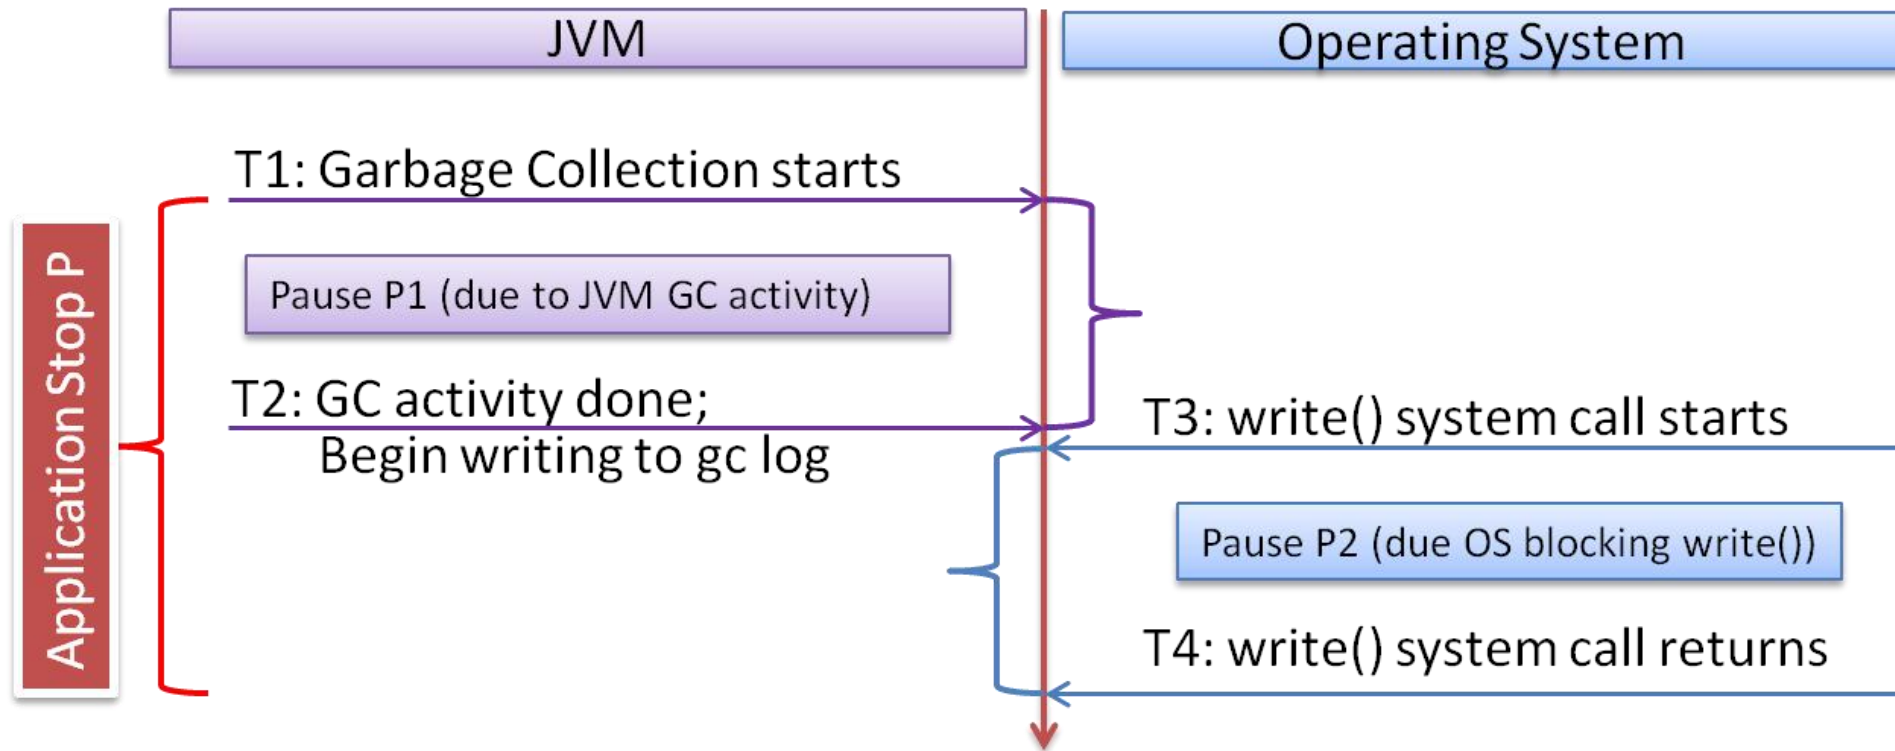 JVM
Operating System
T1: Garbage Collection starts
Application Stop P
Pause P1 (due to JVM GC activity)
T2: GC activity done;
Begin writing to gc log
T3: write() system call starts
Pause P2 (due OS blocking write())
T4: write() system call returns